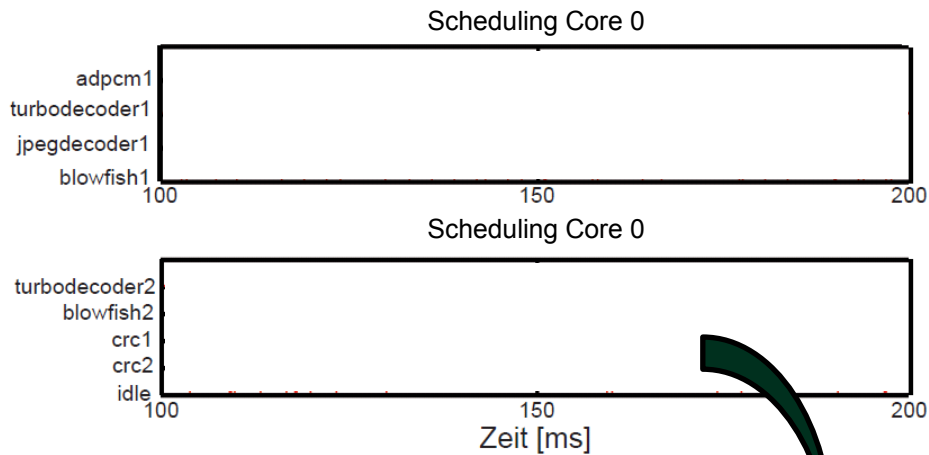 Scheduling Core 0
adpcm1
turbodecoder1
jpegdecoder1
blowfish1
100 150 200
Scheduling Core 0
turbodecoder2
blowfish2
crc1
crc2
idle
100 150 200
Zeit [ms]